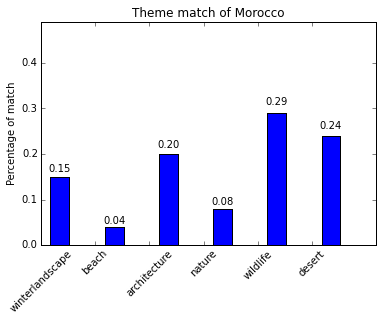 Theme match of Morocco
Percentage of match
0.4
0.3
0.2
0.1
0.0
0.15
0.04
0.20
0.08
0.29
0.24
winterlandscape
beach
architecture
nature
wildlife
desert